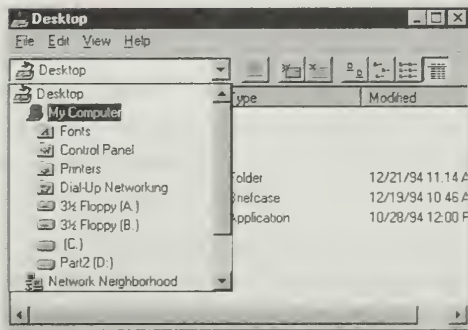 Desktop
File Edit View Help
Desktop
Desktop
My Computer
Fonts
Control Panel
Printers
Dial-Up Networking
3½ Floppy (A:)
3½ Floppy (B:)
(C:)
Part2 (D:)
Network Neighborhood
ype Modified
older 12/21/94 11:14 A
riefcase 12/19/94 10:46 A
pplication 10/28/94 12:00 P